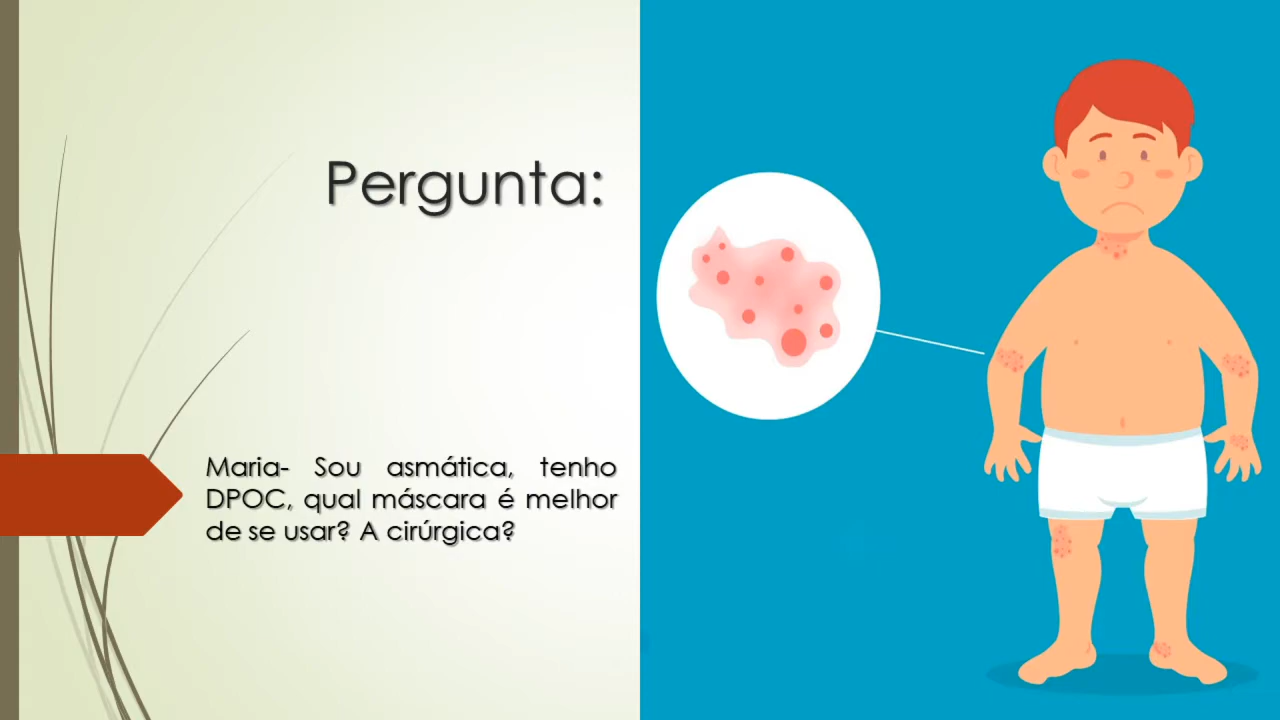 Pergunta:
Maria- Sou asmática, tenho
DPOC, qual máscara é melhor
de se usar? A cirúrgica?